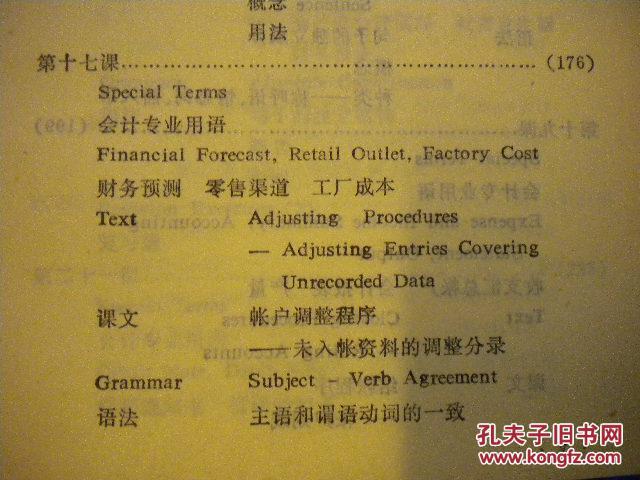 概念
用法
第十七课……………………………………………(176)
Special Terms
会计专业用语
Financial Forecast, Retail Outlet, Factory Cost
财务预测 零售渠道 工厂成本
Text Adjusting Procedures
— Adjusting Entries Covering
Unrecorded Data
课文 帐户调整程序
—— 未入帐资料的调整分录
Grammar Subject – Verb Agreement
语法 主语和谓语动词的一致
孔夫子旧书网
www.kongfz.com